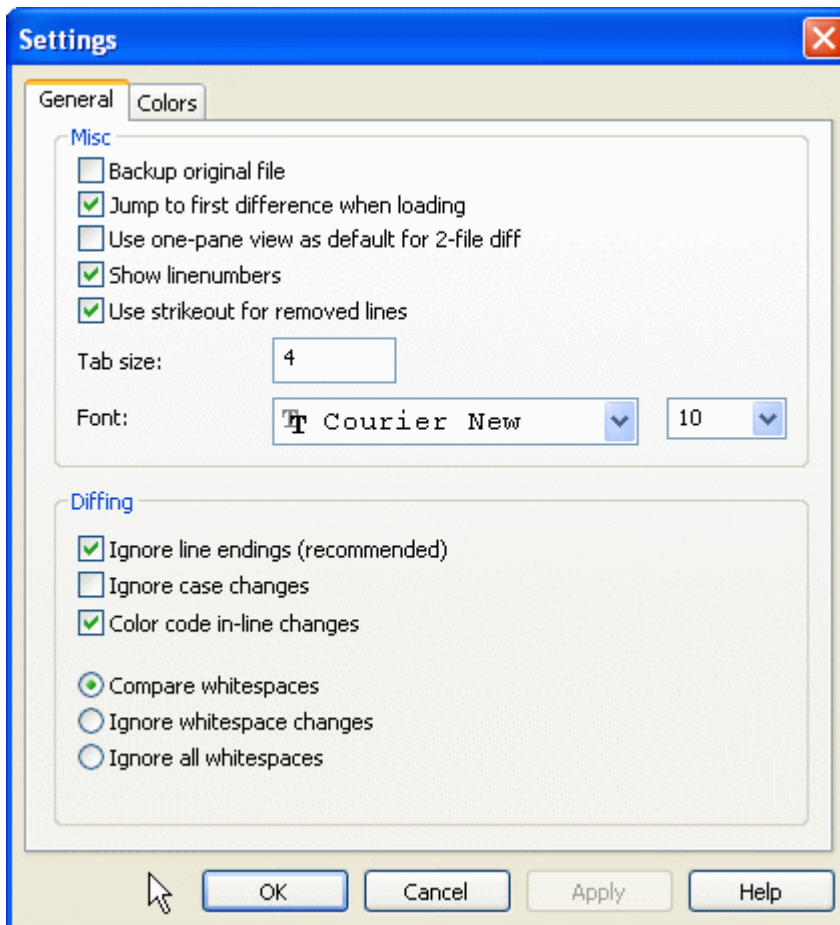 Settings
General Colors
Misc
Backup original file
Jump to first difference when loading
Use one-pane view as default for 2-file diff
Show linenumbers
Use strikeout for removed lines
Tab size: 4
Font: Courier New 10
Diffing
Ignore line endings (recommended)
Ignore case changes
Color code in-line changes
Compare whitespaces
Ignore whitespace changes
Ignore all whitespaces
OK Cancel Apply Help